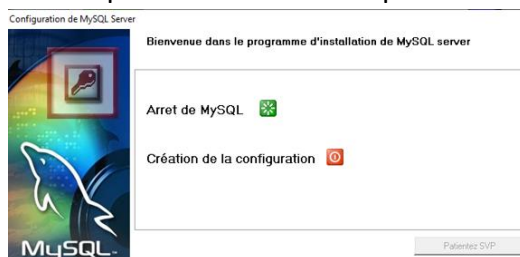 Configuration de MySQL Server
Bienvenue dans le programme d'installation de MySQL server
Arret de MySQL
Création de la configuration
MySQL
Patientez SVP